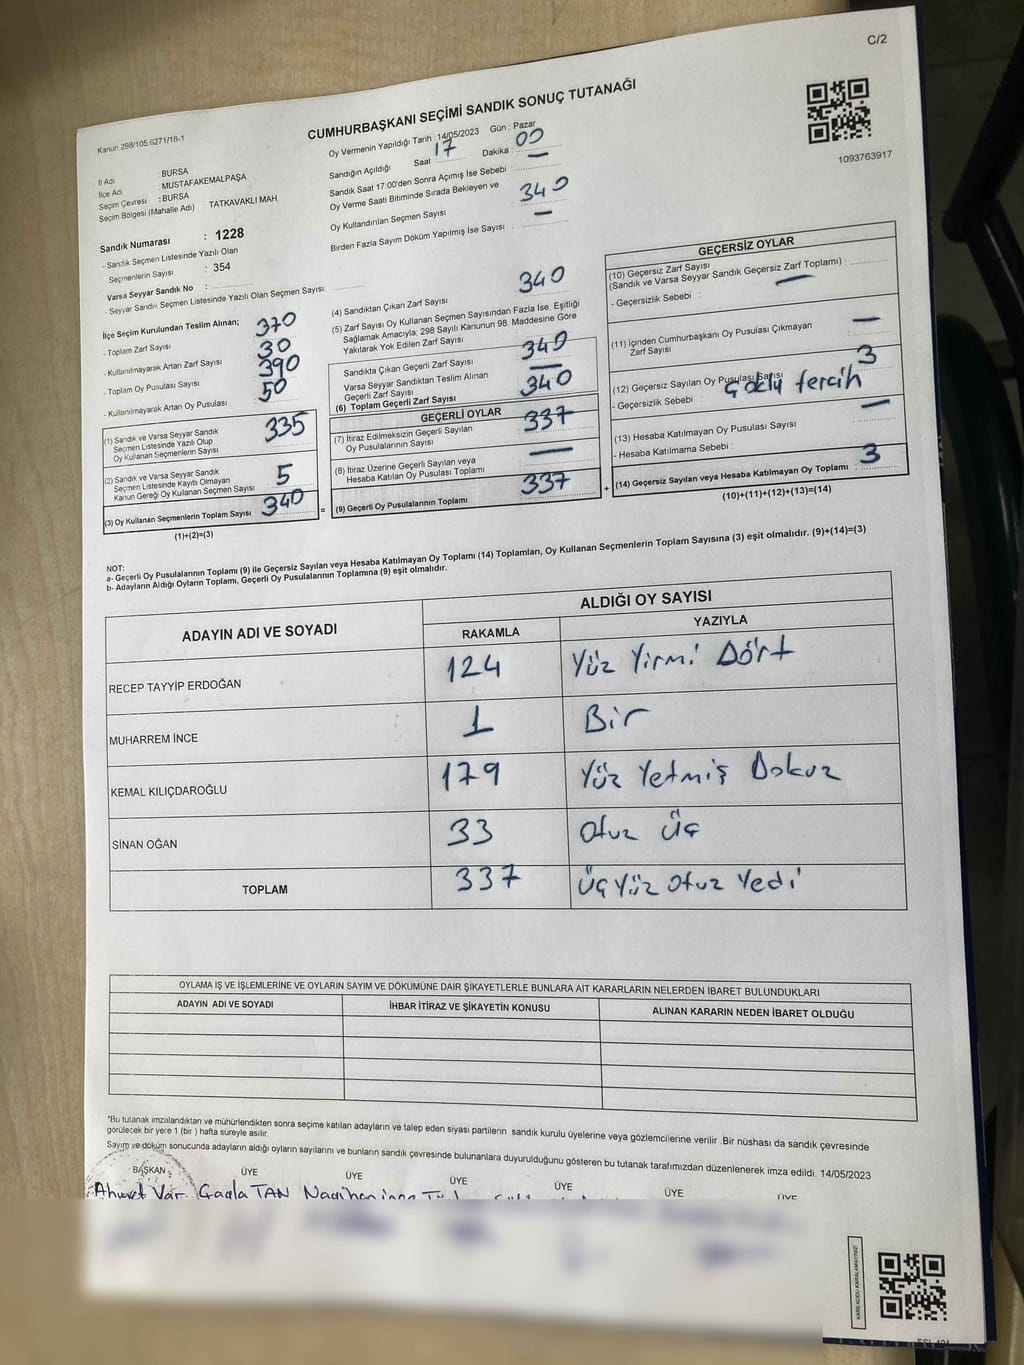 C/2
CUMHURBAŞKANI SEÇİMİ SANDIK SONUÇ TUTANAĞI
Kanun 298/105.6271/18-1
1093763917
İl Adı : BURSA
İlçe Adı : MUSTAFAKEMALPAŞA
Seçim Çevresi : BURSA
Seçim Bölgesi (Mahalle Adı) : TATKAVAKLI MAH.
Sandık Numarası : 1228
- Sandık Seçmen Listesinde Yazılı Olan
Seçmenlerin Sayısı : 354
Varsa Seyyar Sandık No :
- Seyyar Sandık Seçmen Listesinde Yazılı Olan Seçmen Sayısı:
Oy Vermenin Yapıldığı Tarih : 14/05/2023 Gün : Pazar
Sandığın Açıldığı Saat 17 Dakika : 00
Sandık Saat 17:00'den Sonra Açımış İse Sebebi : —
Oy Verme Saati Bitiminde Sırada Bekleyen ve
Oy Kullandırılan Seçmen Sayısı : 340
Birden Fazla Sayım Döküm Yapılmış İse Sayısı : —
İlçe Seçim Kurulundan Teslim Alınan;
- Toplam Zarf Sayısı 370
- Kullanılmayarak Artan Zarf Sayısı 30
- Toplam Oy Pusulası Sayısı 390
- Kullanılmayarak Artan Oy Pusulası 50
(1) Sandık ve Varsa Seyyar Sandık
Seçmen Listesinde Yazılı Olup
Oy Kullanan Seçmenlerin Sayısı 335
(2) Sandık ve Varsa Seyyar Sandık
Seçmen Listesinde Kayıtlı Olmayan
Kanun Gereği Oy Kullanan Seçmen Sayısı 5
(3) Oy Kullanan Seçmenlerin Toplam Sayısı 340 =
(1)+(2)=(3)
(4) Sandıktan Çıkan Zarf Sayısı 340
(5) Zarf Sayısı Oy Kullanan Seçmen Sayısından Fazla İse, Eşitliği
Sağlamak Amacıyla; 298 Sayılı Kanunun 98. Maddesine Göre
Yakılarak Yok Edilen Zarf Sayısı :
Sandıkta Çıkan Geçerli Zarf Sayısı 340
Varsa Seyyar Sandıktan Teslim Alınan
Geçerli Zarf Sayısı —
(6) Toplam Geçerli Zarf Sayısı 340
GEÇERLİ OYLAR
(7) İtiraz Edilmeksizin Geçerli Sayılan
Oy Pusulalarının Sayısı 337
(8) İtiraz Üzerine Geçerli Sayılan veya
Hesaba Katılan Oy Pusulası Toplamı —
(9) Geçerli Oy Pusulalarının Toplamı 337 +
GEÇERSİZ OYLAR
(10) Geçersiz Zarf Sayısı
(Sandık ve Varsa Seyyar Sandık Geçersiz Zarf Toplamı) :
- Geçersizlik Sebebi : —
(11) İçinden Cumhurbaşkanı Oy Pusulası Çıkmayan
Zarf Sayısı —
(12) Geçersiz Sayılan Oy Pusulası Sayısı 3
- Geçersizlik Sebebi : Çoklu tercih
(13) Hesaba Katılmayan Oy Pusulası Sayısı —
- Hesaba Katılmama Sebebi :
(14) Geçersiz Sayılan veya Hesaba Katılmayan Oy Toplamı : 3
(10)+(11)+(12)+(13)=(14)
NOT:
a- Geçerli Oy Pusulalarının Toplamı (9) ile Geçersiz Sayılan veya Hesaba Katılmayan Oy Toplamı (14) Toplamları, Oy Kullanan Seçmenlerin Toplam Sayısına (3) eşit olmalıdır. (9)+(14)=(3)
b- Adayların Aldığı Oyların Toplamı, Geçerli Oy Pusulalarının Toplamına (9) eşit olmalıdır.
ADAYIN ADI VE SOYADI ALDIĞI OY SAYISI
RAKAMLA YAZIYLA
RECEP TAYYİP ERDOĞAN 124 Yüz Yirmi Dört
MUHARREM İNCE 1 Bir
KEMAL KILIÇDAROĞLU 179 Yüz Yetmiş Dokuz
SİNAN OĞAN 33 Otuz Üç
TOPLAM 337 Üç Yüz Otuz Yedi
OYLAMA İŞ VE İŞLEMLERİNE VE OYLARIN SAYIM VE DÖKÜMÜNE DAİR ŞİKAYETLERLE BUNLARA AİT KARARLARIN NELERDEN İBARET BULUNDUKLARI
ADAYIN ADI VE SOYADI İHBAR İTİRAZ VE ŞİKAYETİN KONUSU ALINAN KARARIN NEDEN İBARET OLDUĞU
*Bu tutanak imzalandıktan ve mühürlendikten sonra seçime katılan adayların ve talep eden siyasi partilerin sandık kurulu üyelerine veya gözlemcilerine verilir .Bir nüshası da sandık çevresinde
görülecek bir yere 1 (bir ) hafta süreyle asılır.
Sayım ve döküm sonucunda adayların aldığı oyların sayılarını ve bunların sandık çevresinde bulunanlara duyurulduğunu gösteren bu tutanak tarafımızdan düzenlenerek imza edildi. 14/05/2023
BAŞKAN ÜYE ÜYE ÜYE ÜYE ÜYE ÜYE
Ahmet Var TAN
KARE KODU KARALAMAYINIZ!